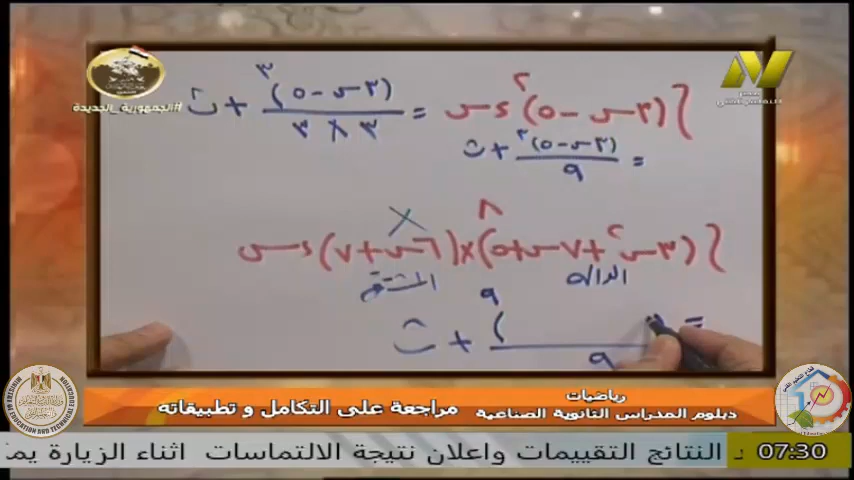 #الجمهورية_الجديدة
∫(٣س − ٥)^٢ ءس = (٣س − ٥)^٣ / (٣ × ٣) + ث
= (٣س − ٥)^٣ / ٩ + ث
∫(٣س^٢ + ٧س + ٥)^٨ × (٦س + ٧) ءس
الدالة المشتقة
= ( )^٩ / ٩ + ث
رياضيات
دبلوم المدارس الثانوية الصناعية
مراجعة على التكامل و تطبيقاته
النتائج التقييمات واعلان نتيجة الالتماسات اثناء الزيارة
07:30